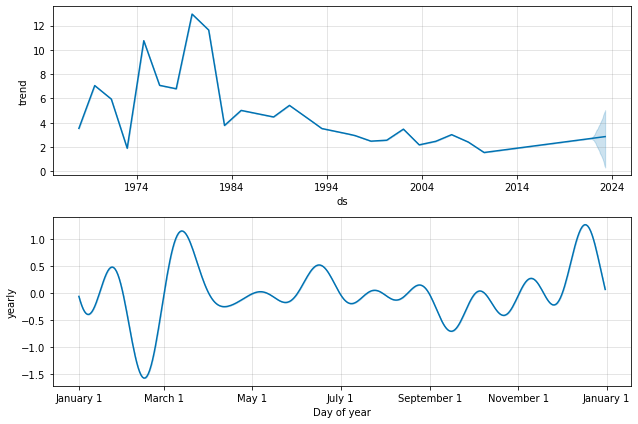 12
10
8
6
4
2
0
trend
1974 1984 1994 2004 2014 2024
ds
1.0
0.5
0.0
−0.5
−1.0
−1.5
yearly
January 1 March 1 May 1 July 1 September 1 November 1 January 1
Day of year